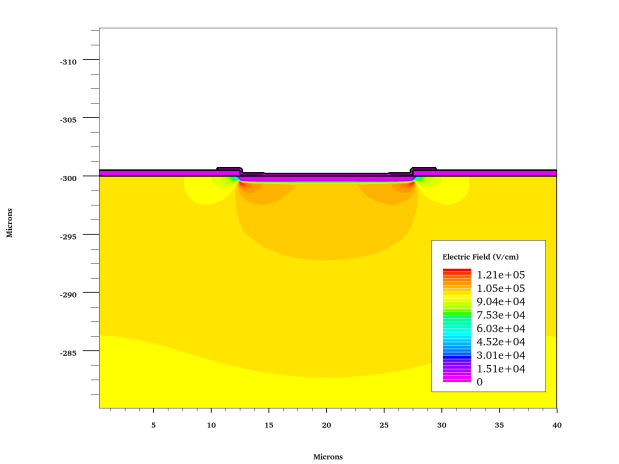 -310
-305
-300
-295
-290
-285
Microns
Electric Field (V/cm)
1.21e+05
1.05e+05
9.04e+04
7.53e+04
6.03e+04
4.52e+04
3.01e+04
1.51e+04
0
5 10 15 20 25 30 35 40
Microns